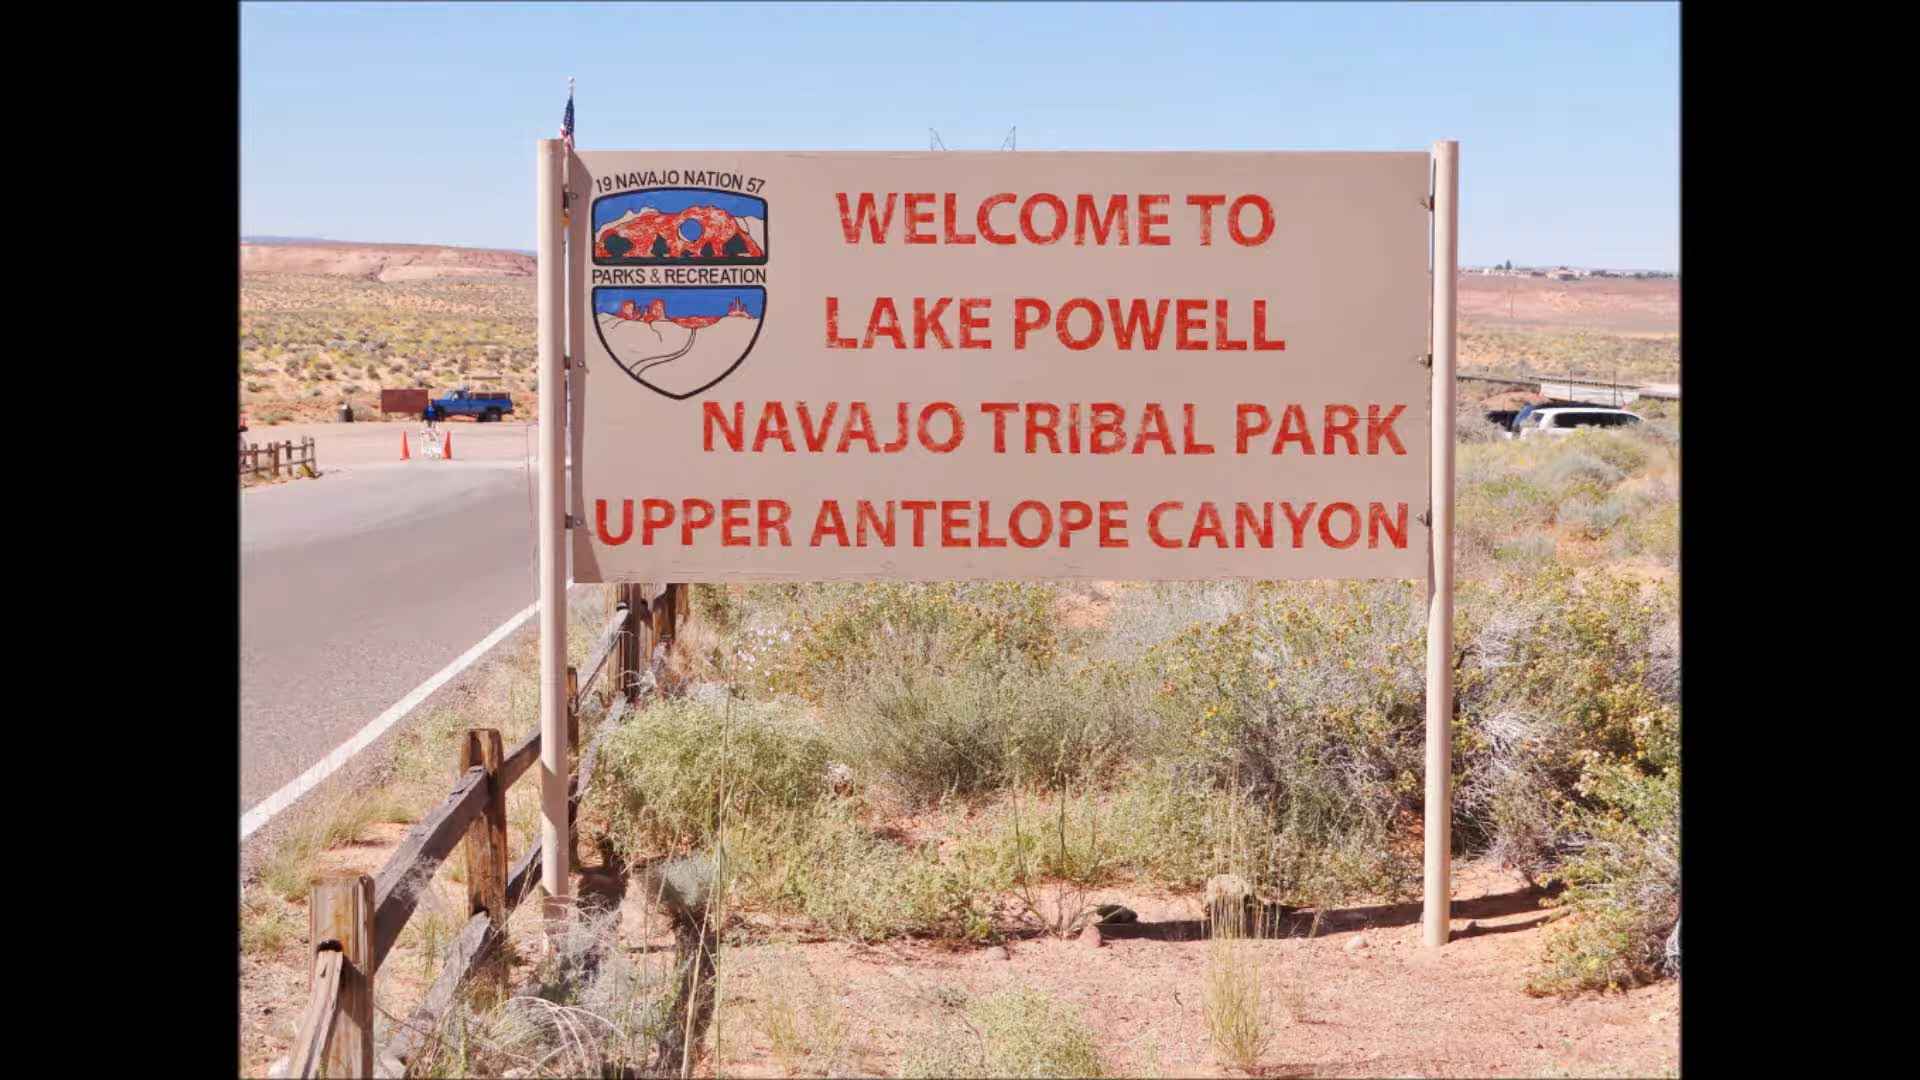 19 NAVAJO NATION 57
PARKS & RECREATION
WELCOME TO
LAKE POWELL
NAVAJO TRIBAL PARK
UPPER ANTELOPE CANYON